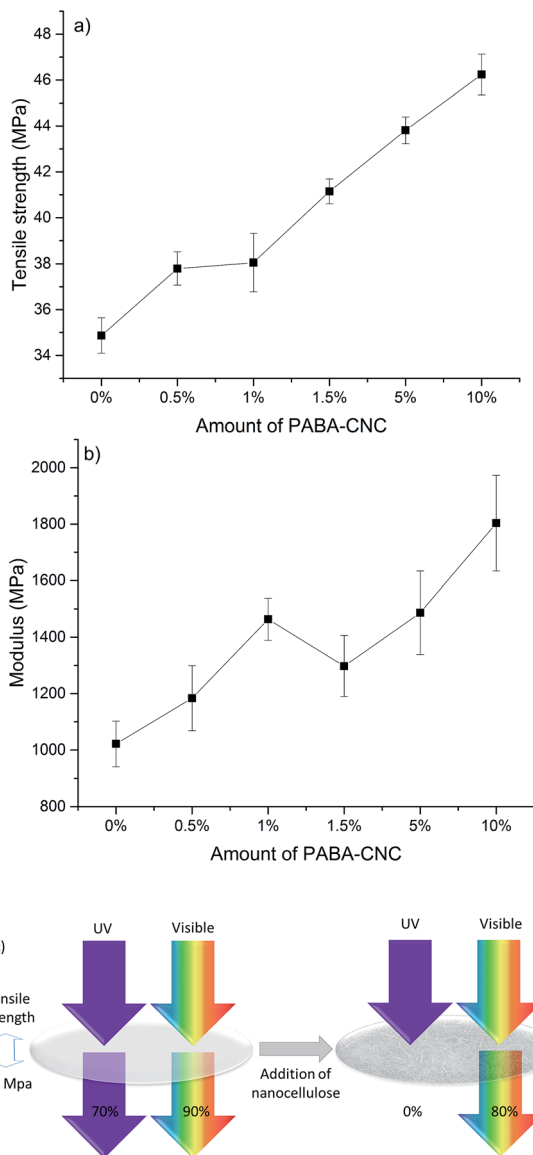 a)
48
46
44
42
40
38
36
34
Tensile strength (MPa)
0% 0.5% 1% 1.5% 5% 10%
Amount of PABA-CNC
b)
2000
1800
1600
1400
1200
1000
800
Modulus (MPa)
0% 0.5% 1% 1.5% 5% 10%
Amount of PABA-CNC
UV Visible UV Visible
)
nsile
ength
Mpa
Addition of
nanocellulose
70% 90% 0% 80%